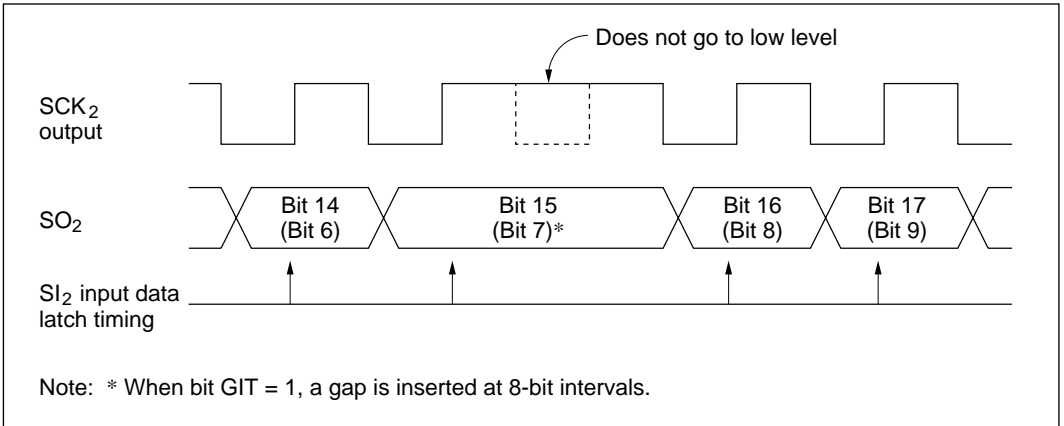 Does not go to low level
SCK2
output
SO2
Bit 14
(Bit 6)
Bit 15
(Bit 7)*
Bit 16
(Bit 8)
Bit 17
(Bit 9)
SI2 input data
latch timing
Note: * When bit GIT = 1, a gap is inserted at 8-bit intervals.